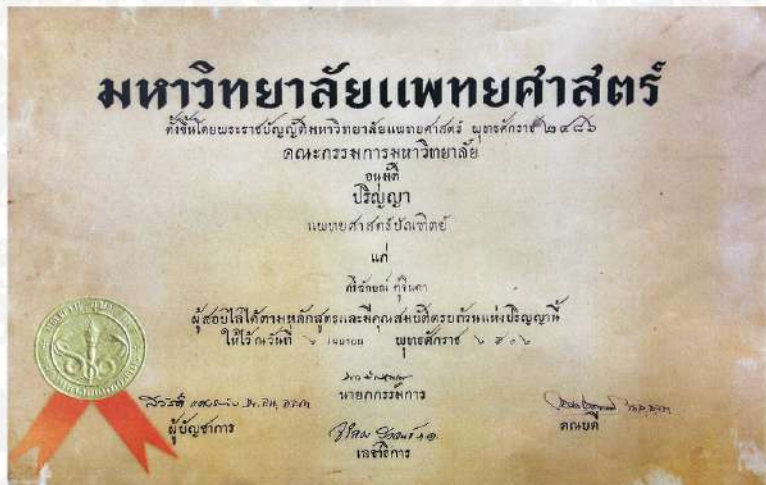 มหาวิทยาลัยแพทยศาสตร์
ตั้งขึ้นโดยพระราชบัญญัติมหาวิทยาลัยแพทยศาสตร์ พุทธศักราช ๒๔๘๖
คณะกรรมการมหาวิทยาลัย
อนุมัติ
ปริญญา
แพทยศาสตร์บัณฑิตย์
แก่
ผู้สอบไล่ได้ตามหลักสูตรและมีคุณสมบัติครบถ้วนแห่งปริญญานี้
ให้ไว้ ณ วันที่ ๖ เมษายน พุทธศักราช
นายกกรรมการ
ผู้บัญชาการ
คณบดี
เลขาธิการ